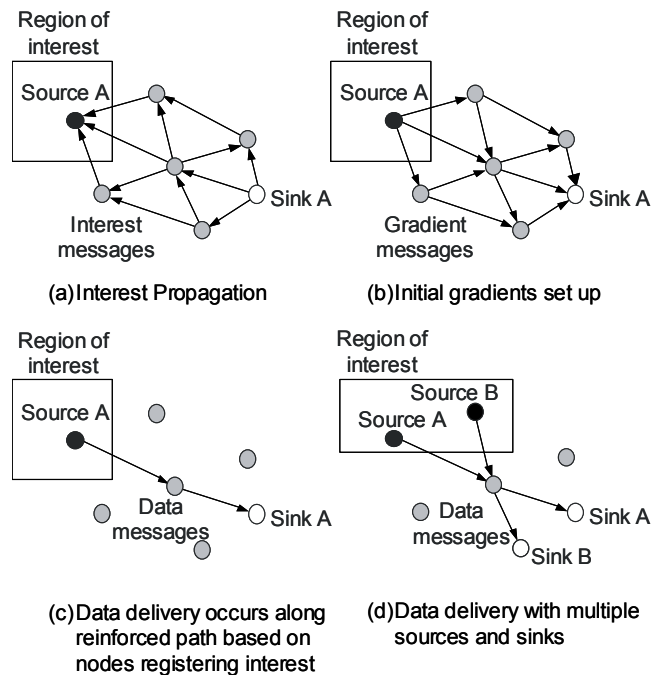 Region of
interest
Source A
Sink A
Interest
messages
(a) Interest Propagation
Region of
interest
Source A
Sink A
Gradient
messages
(b) Initial gradients set up
Region of
interest
Source A
Data
messages
Sink A
(c) Data delivery occurs along
reinforced path based on
nodes registering interest
Region of
interest
Source B
Source A
Data
messages
Sink A
Sink B
(d) Data delivery with multiple
sources and sinks